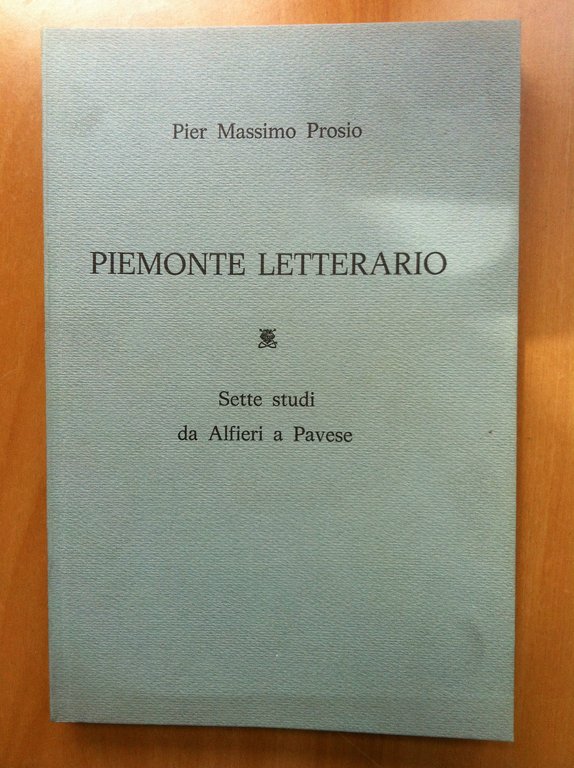 Pier Massimo Prosio
PIEMONTE LETTERARIO
Sette studi
da Alfieri a Pavese